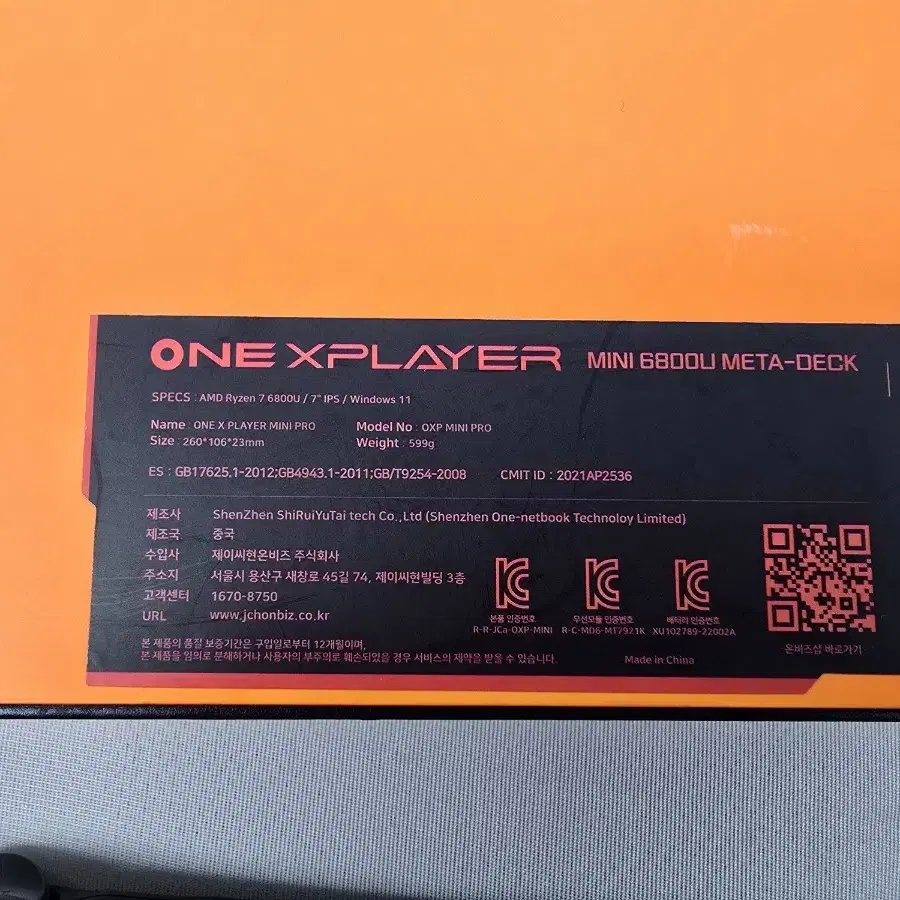 ONE XPLAYER MINI 6800U META-DECK
SPECS : AMD Ryzen 7 6800U / 7" IPS / Windows 11
Name : ONE X PLAYER MINI PRO Model No : OXP MINI PRO
Size : 260*106*23mm Weight : 599g
ES : GB17625.1-2012;GB4943.1-2011;GB/T9254-2008 CMIT ID : 2021AP2536
제조사 ShenZhen ShiRuiYuTai tech Co.,Ltd (Shenzhen One-netbook Technoloy Limited)
제조국 중국
수입사 제이씨현온비즈 주식회사
주소지 서울시 용산구 새창로 45길 74, 제이씨현빌딩 3층
고객센터 1670-8750
URL www.jchonbiz.co.kr
본품 인증번호
R-R-JCa-OXP-MINI
무선모듈 인증번호
R-C-MD6-MT7921K
배터리 인증번호
XU102789-22002A
온비즈샵 바로가기
본 제품의 품질 보증기간은 구입일로부터 12개월이며,
본 제품을 임의로 분해하거나 사용자의 부주의로 훼손되었을 경우 서비스의 제약을 받을 수 있습니다.
Made in China